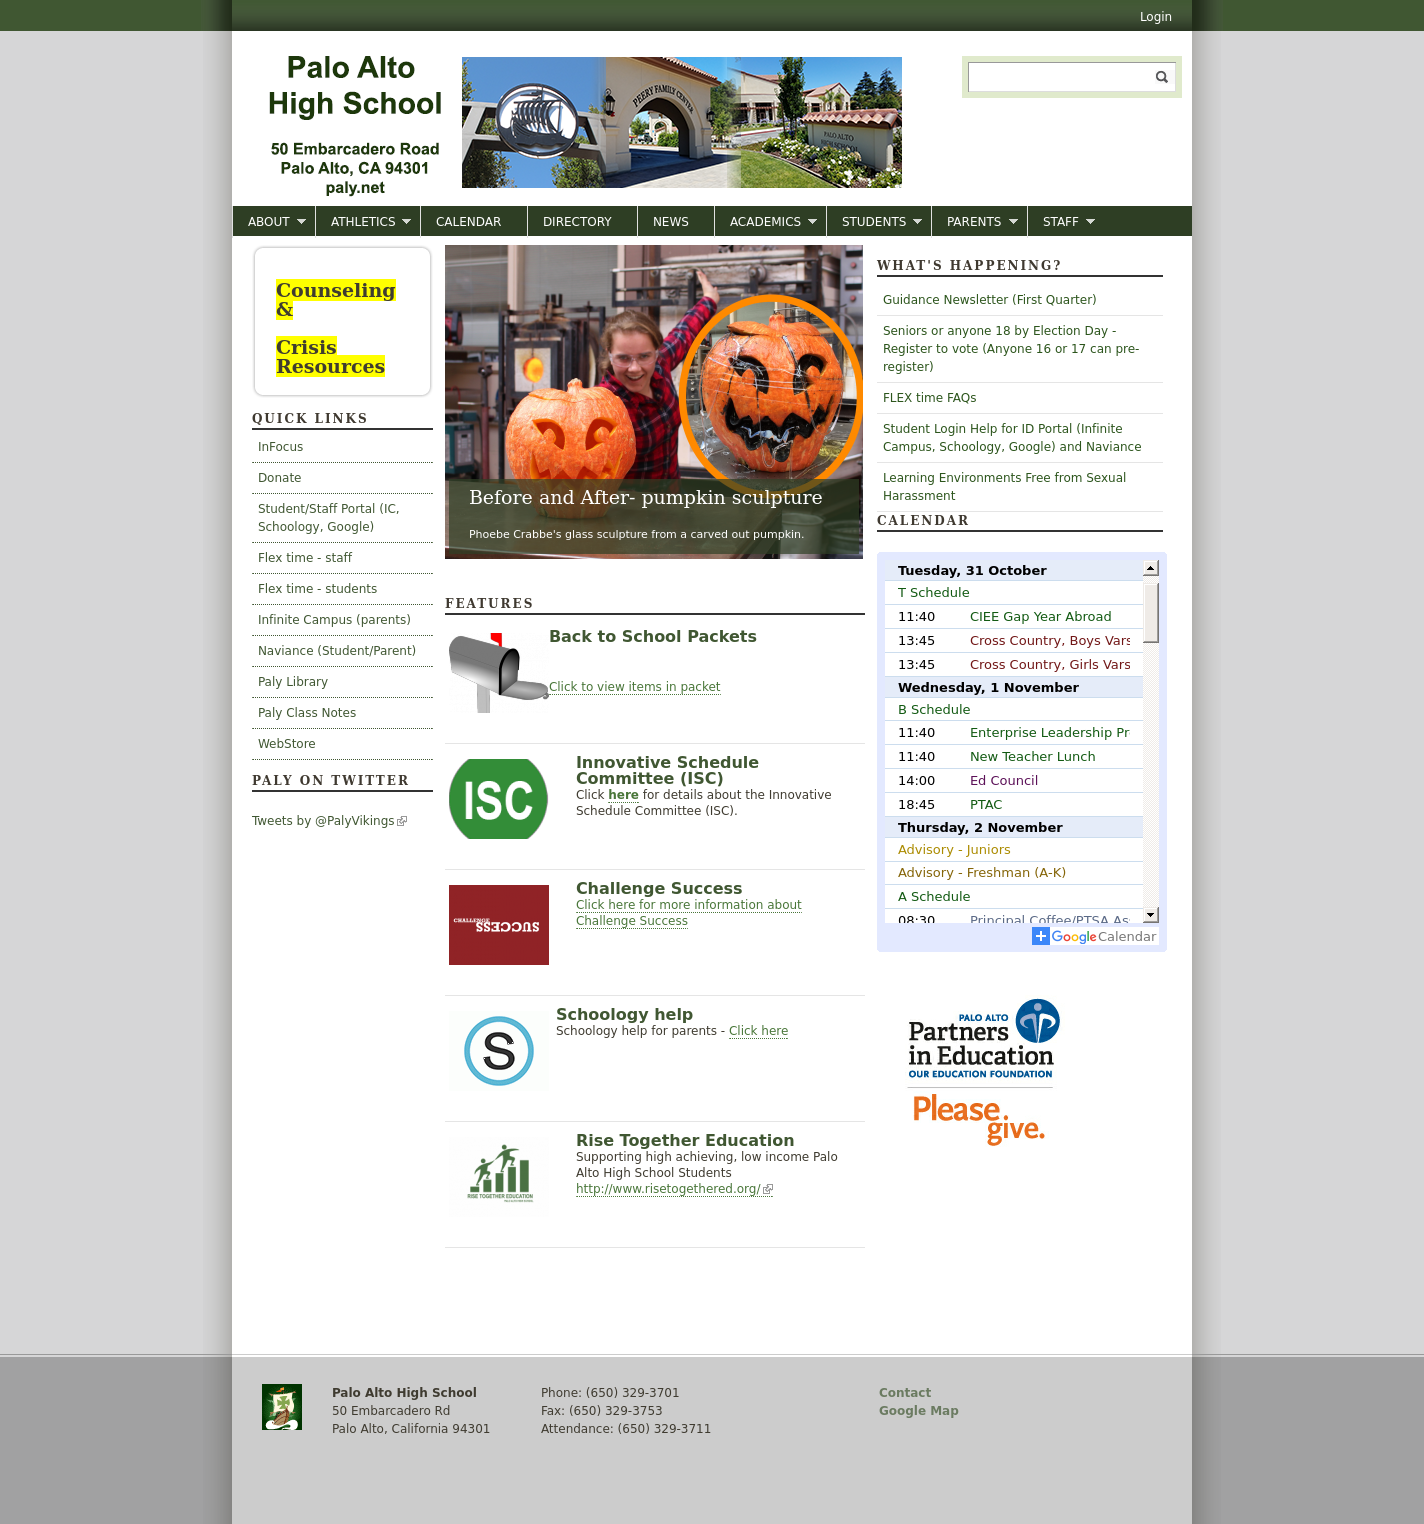 Login
Palo Alto
High School
50 Embarcadero Road
Palo Alto, CA 94301
paly.net
PEERY FAMILY CENTER
PALO ALTO
HIGH SCHOOL
ABOUT
ATHLETICS
CALENDAR
DIRECTORY
NEWS
ACADEMICS
STUDENTS
PARENTS
STAFF
Counseling
&
Crisis
Resources
QUICK LINKS
InFocus
Donate
Student/Staff Portal (IC,
Schoology, Google)
Flex time - staff
Flex time - students
Infinite Campus (parents)
Naviance (Student/Parent)
Paly Library
Paly Class Notes
WebStore
PALY ON TWITTER
Tweets by @PalyVikings
Before and After- pumpkin sculpture
Phoebe Crabbe's glass sculpture from a carved out pumpkin.
FEATURES
Back to School Packets
Click to view items in packet
ISC
Innovative Schedule
Committee (ISC)
Click here for details about the Innovative
Schedule Committee (ISC).
CHALLENGE
SUCCESS
Challenge Success
Click here for more information about
Challenge Success
S
Schoology help
Schoology help for parents - Click here
RISE TOGETHER EDUCATION
Rise Together Education
Supporting high achieving, low income Palo
Alto High School Students
http://www.risetogethered.org/
WHAT'S HAPPENING?
Guidance Newsletter (First Quarter)
Seniors or anyone 18 by Election Day -
Register to vote (Anyone 16 or 17 can pre-
register)
FLEX time FAQs
Student Login Help for ID Portal (Infinite
Campus, Schoology, Google) and Naviance
Learning Environments Free from Sexual
Harassment
CALENDAR
Tuesday, 31 October
T Schedule
11:40 CIEE Gap Year Abroad
13:45 Cross Country, Boys Vars
13:45 Cross Country, Girls Vars
Wednesday, 1 November
B Schedule
11:40 Enterprise Leadership Pr
11:40 New Teacher Lunch
14:00 Ed Council
18:45 PTAC
Thursday, 2 November
Advisory - Juniors
Advisory - Freshman (A-K)
A Schedule
08:30 Principal Coffee/PTSA As
Google Calendar
PALO ALTO
Partners
in Education
OUR EDUCATION FOUNDATION
Please
give.
Palo Alto High School
50 Embarcadero Rd
Palo Alto, California 94301
Phone: (650) 329-3701
Fax: (650) 329-3753
Attendance: (650) 329-3711
Contact
Google Map